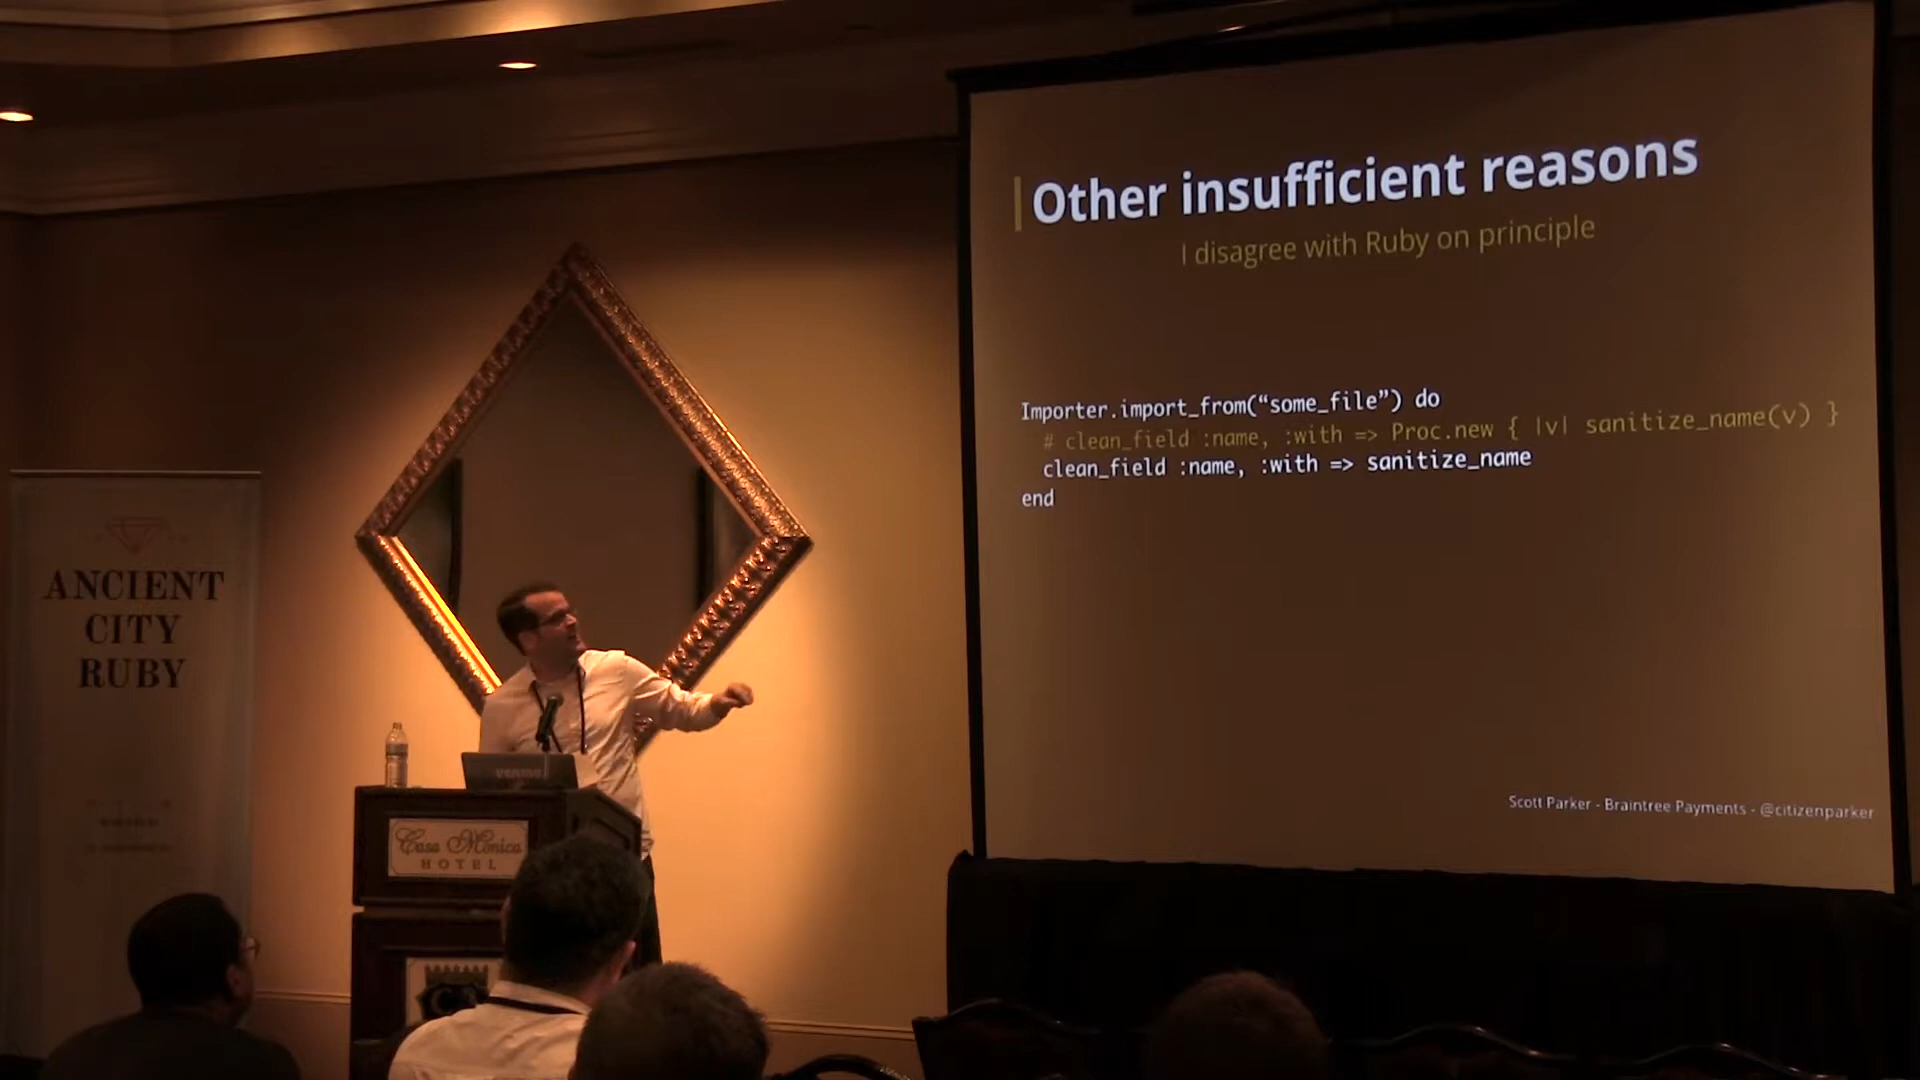 Other insufficient reasons
I disagree with Ruby on principle
Importer.import_from(“some_file”) do
# clean_field :name, :with => Proc.new { |v| sanitize_name(v) }
clean_field :name, :with => sanitize_name
end
Scott Parker - Braintree Payments - @citizenparker
ANCIENT
CITY
RUBY
venmo
Casa Monica
HOTEL